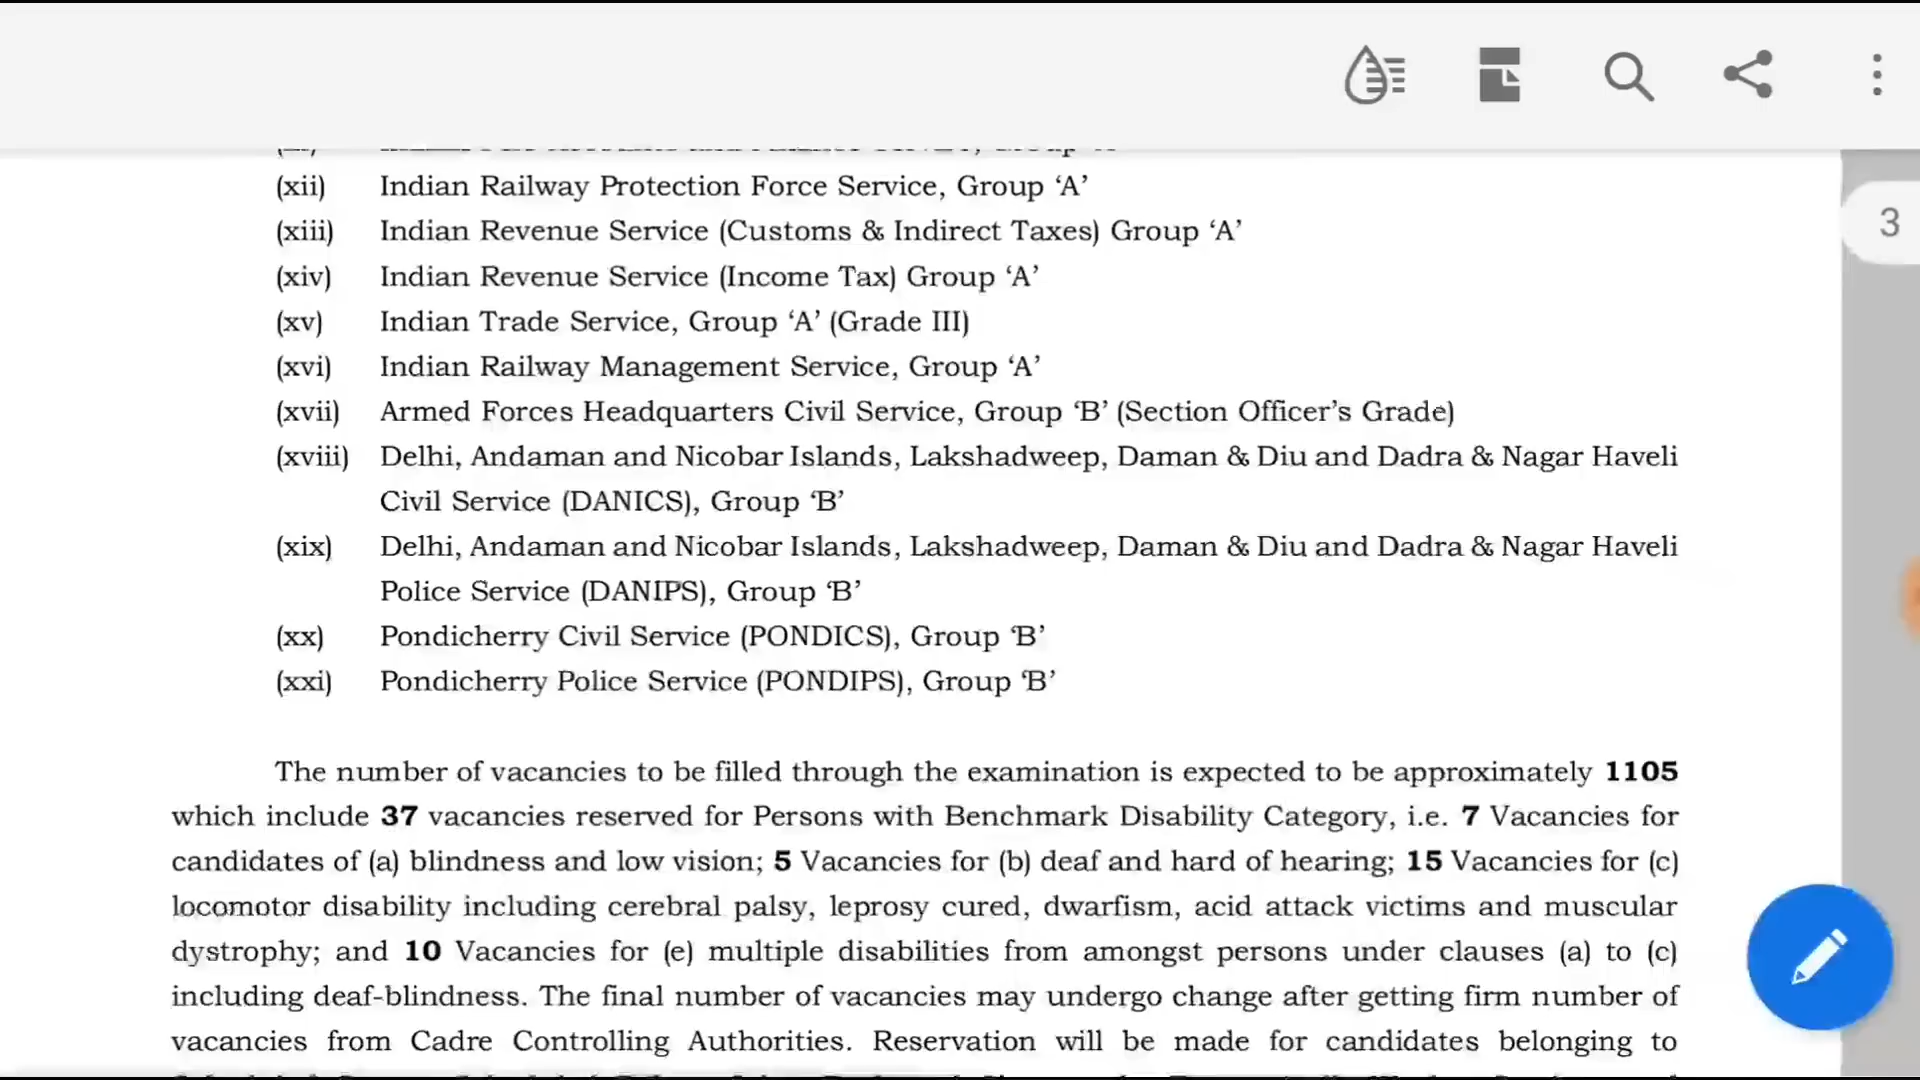 (xii) Indian Railway Protection Force Service, Group ‘A’
3
(xiii) Indian Revenue Service (Customs & Indirect Taxes) Group ‘A’
(xiv) Indian Revenue Service (Income Tax) Group ‘A’
(xv) Indian Trade Service, Group ‘A’ (Grade III)
(xvi) Indian Railway Management Service, Group ‘A’
(xvii) Armed Forces Headquarters Civil Service, Group ‘B’ (Section Officer’s Grade)
(xviii) Delhi, Andaman and Nicobar Islands, Lakshadweep, Daman & Diu and Dadra & Nagar Haveli
Civil Service (DANICS), Group ‘B’
(xix) Delhi, Andaman and Nicobar Islands, Lakshadweep, Daman & Diu and Dadra & Nagar Haveli
Police Service (DANIPS), Group ‘B’
(xx) Pondicherry Civil Service (PONDICS), Group ‘B’
(xxi) Pondicherry Police Service (PONDIPS), Group ‘B’
The number of vacancies to be filled through the examination is expected to be approximately 1105
which include 37 vacancies reserved for Persons with Benchmark Disability Category, i.e. 7 Vacancies for
candidates of (a) blindness and low vision; 5 Vacancies for (b) deaf and hard of hearing; 15 Vacancies for (c)
locomotor disability including cerebral palsy, leprosy cured, dwarfism, acid attack victims and muscular
dystrophy; and 10 Vacancies for (e) multiple disabilities from amongst persons under clauses (a) to (c)
including deaf-blindness. The final number of vacancies may undergo change after getting firm number of
vacancies from Cadre Controlling Authorities. Reservation will be made for candidates belonging to